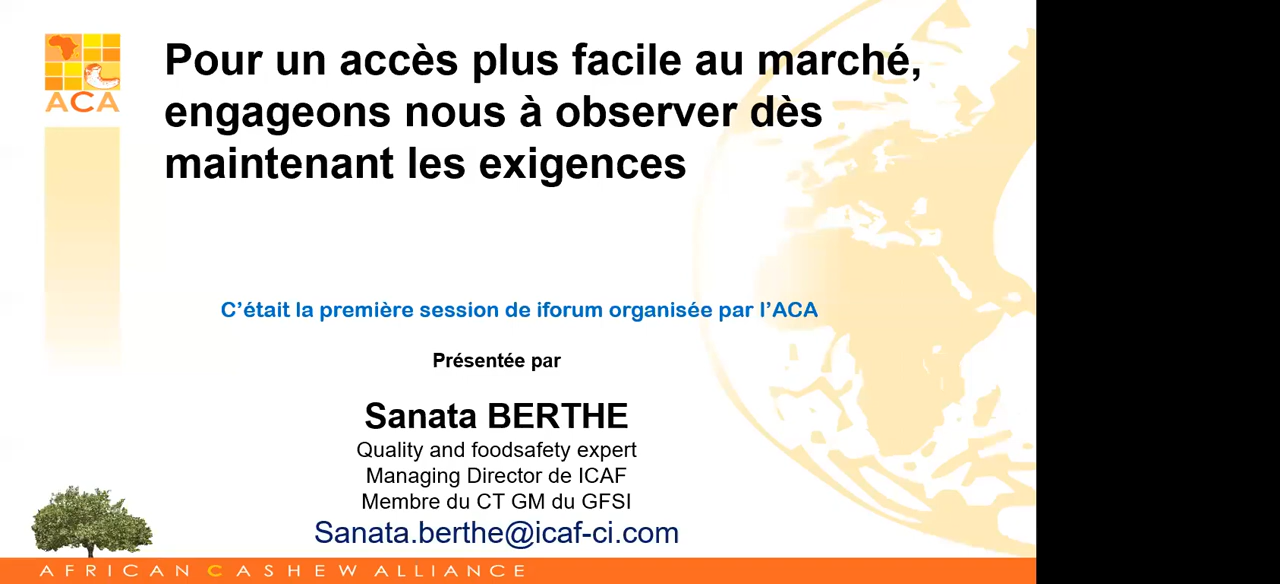 ACA
Pour un accès plus facile au marché,
engageons nous à observer dès
maintenant les exigences
C’était la première session de iforum organisée par l’ACA
Présentée par
Sanata BERTHE
Quality and foodsafety expert
Managing Director de ICAF
Membre du CT GM du GFSI
Sanata.berthe@icaf-ci.com
AFRICAN CASHEW ALLIANCE